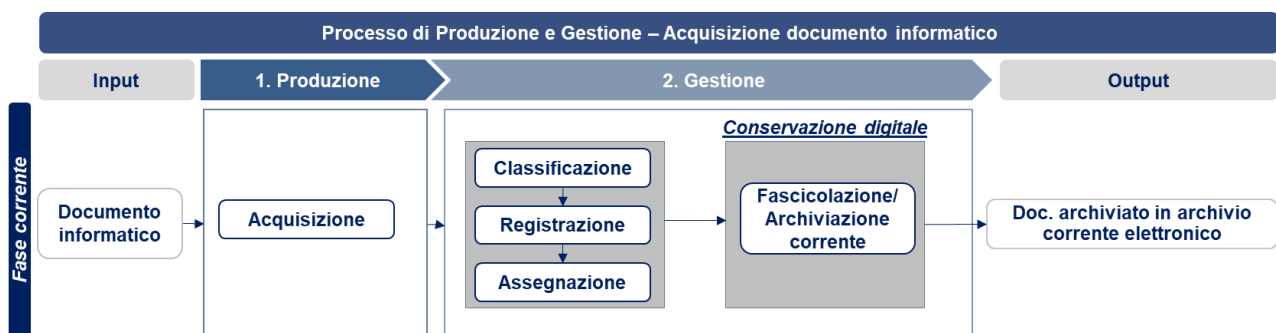 Processo di Produzione e Gestione – Acquisizione documento informatico
Input
1. Produzione
2. Gestione
Output
Fase corrente
Documento
informatico
Acquisizione
Classificazione
Registrazione
Assegnazione
Conservazione digitale
Fascicolazione/
Archiviazione
corrente
Doc. archiviato in archivio
corrente elettronico